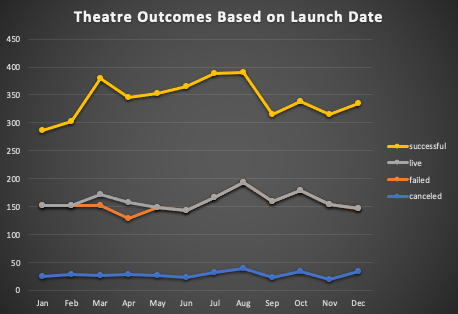 Theatre Outcomes Based on Launch Date
450
400
350
300
250
200
150
100
50
0
Jan Feb Mar Apr May Jun Jul Aug Sep Oct Nov Dec
successful
live
failed
canceled